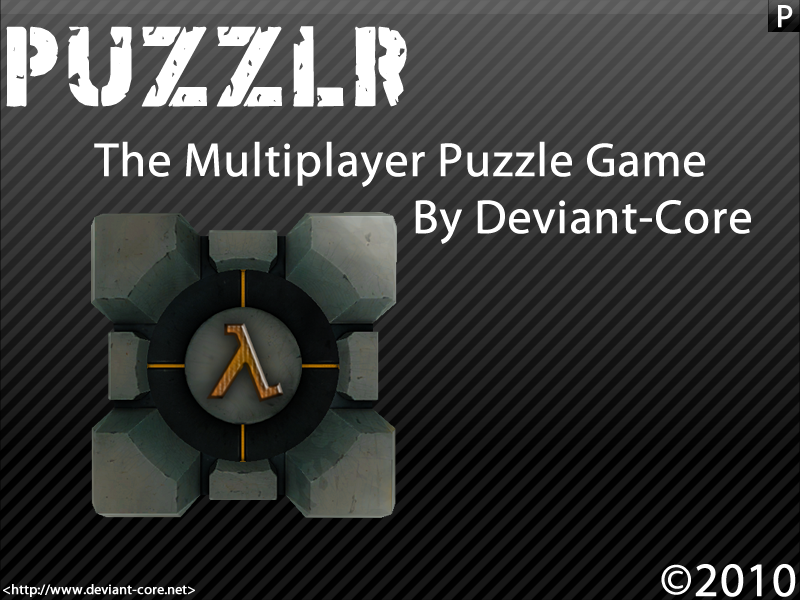 P
PUZZLR
The Multiplayer Puzzle Game
By Deviant-Core
λ
<http://www.deviant-core.net>
©2010